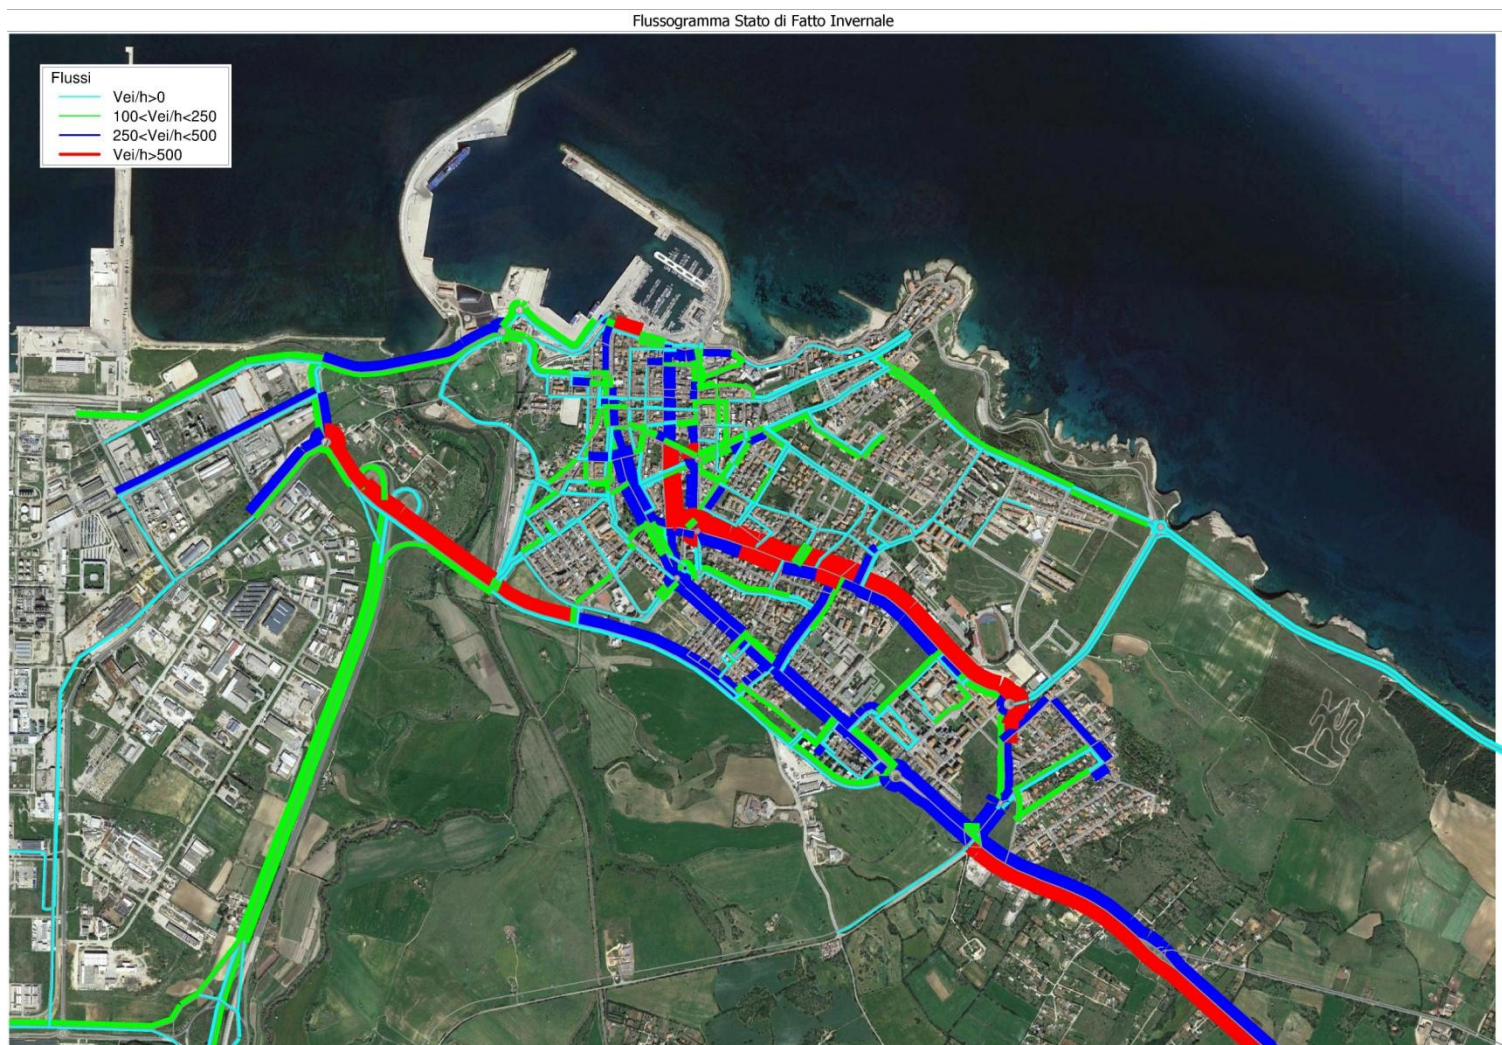 Flussogramma Stato di Fatto Invernale
Flussi
Vei/h>0
100<Vei/h<250
250<Vei/h<500
Vei/h>500